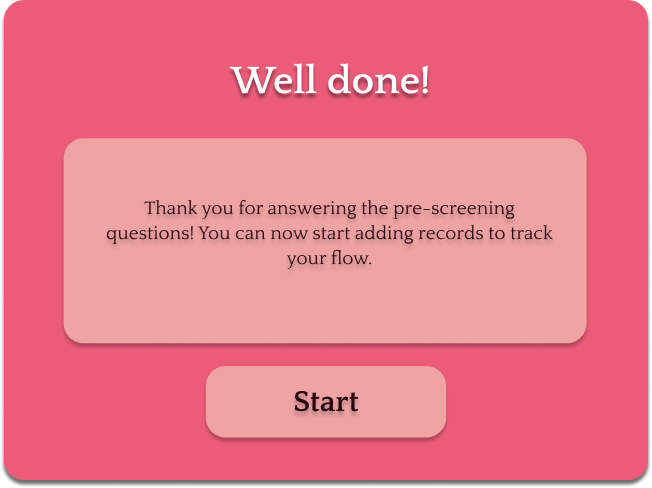 Well done!
Thank you for answering the pre-screening
questions! You can now start adding records to track
your flow.
Start